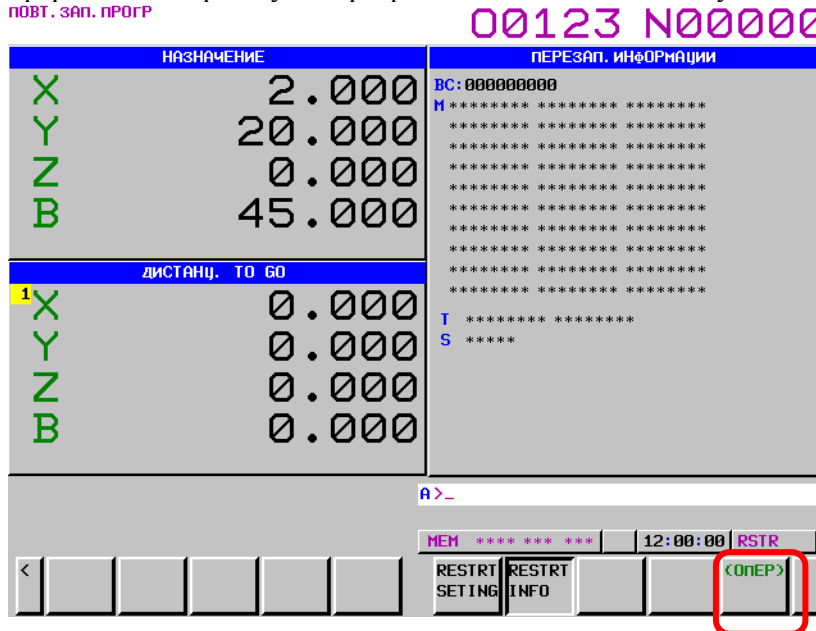 ПОВТ.ЗАП.ПРОГР
O0123 N00000
НАЗНАЧЕНИЕ
X 2.000
Y 20.000
Z 0.000
B 45.000
ДИСТАНЦ. TO GO
1
X 0.000
Y 0.000
Z 0.000
B 0.000
ПЕРЕЗАП.ИНФОРМАЦИИ
ВС:000000000
M ******** ******** ********
******** ******** ********
******** ******** ********
******** ******** ********
******** ******** ********
******** ******** ********
******** ******** ********
******** ******** ********
******** ******** ********
******** ******** ********
T ******** ********
S *****
A>_
MEM **** *** *** 12:00:00 RSTR
<
RESTRT SETING
RESTRT INFO
(ОПЕР)